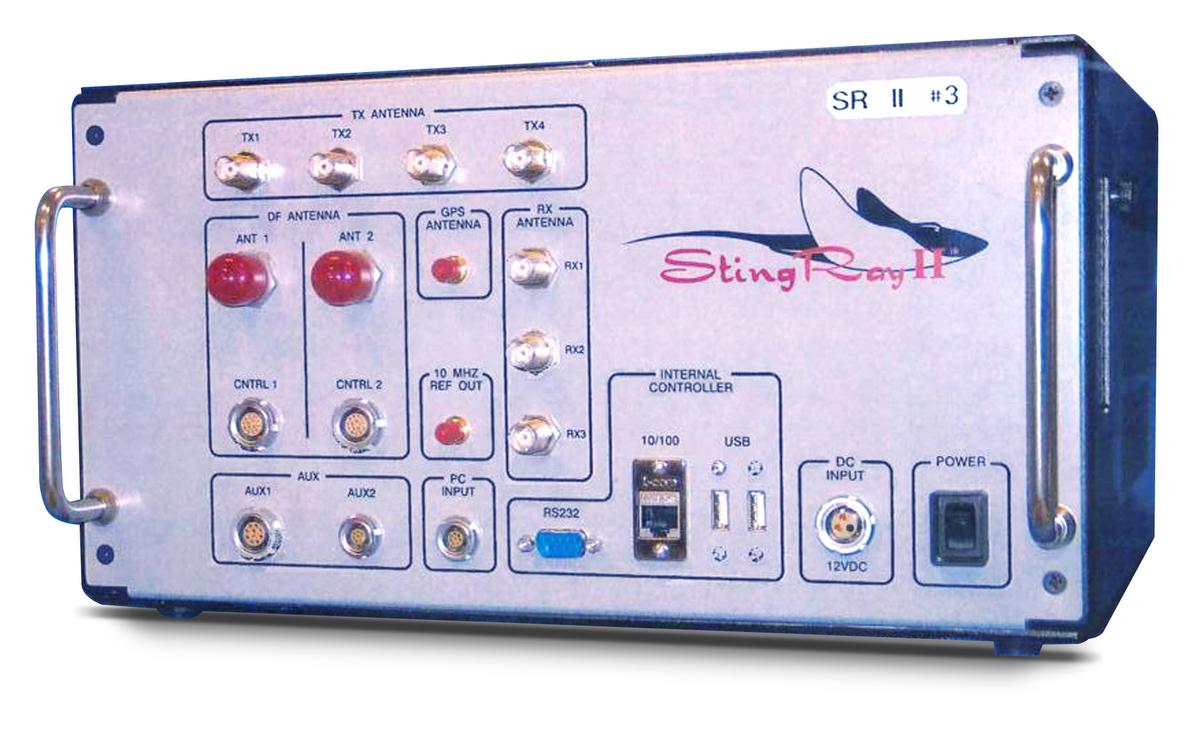 SR II #3
TX ANTENNA
TX1 TX2 TX3 TX4
DF ANTENNA
ANT 1 ANT 2
CNTRL 1 CNTRL 2
GPS
ANTENNA
10 MHZ
REF OUT
RX
ANTENNA
RX1
RX2
RX3
StingRay II
AUX
AUX1 AUX2
PC
INPUT
INTERNAL
CONTROLLER
10/100 USB
RS232
DC
INPUT
12VDC
POWER